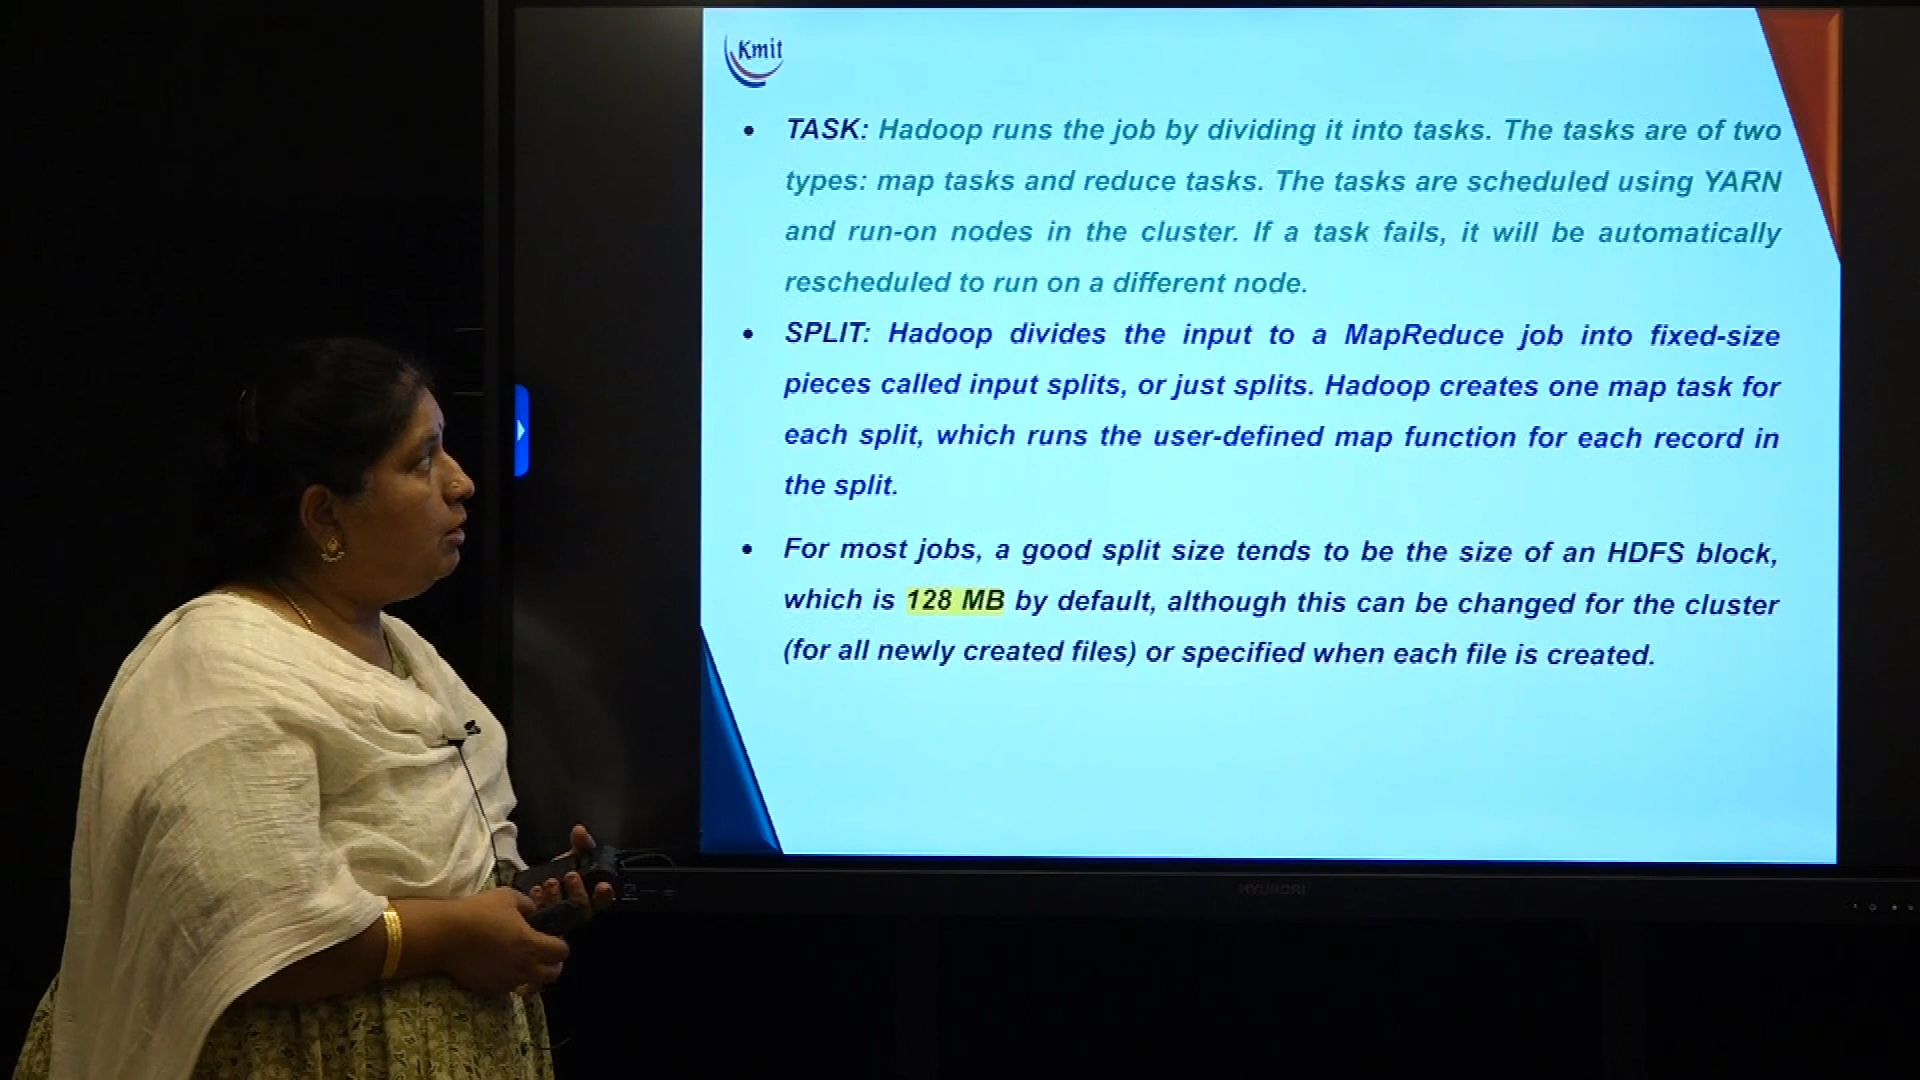 Kmit
• TASK: Hadoop runs the job by dividing it into tasks. The tasks are of two
types: map tasks and reduce tasks. The tasks are scheduled using YARN
and run-on nodes in the cluster. If a task fails, it will be automatically
rescheduled to run on a different node.
• SPLIT: Hadoop divides the input to a MapReduce job into fixed-size
pieces called input splits, or just splits. Hadoop creates one map task for
each split, which runs the user-defined map function for each record in
the split.
• For most jobs, a good split size tends to be the size of an HDFS block,
which is 128 MB by default, although this can be changed for the cluster
(for all newly created files) or specified when each file is created.
HYUNDRI